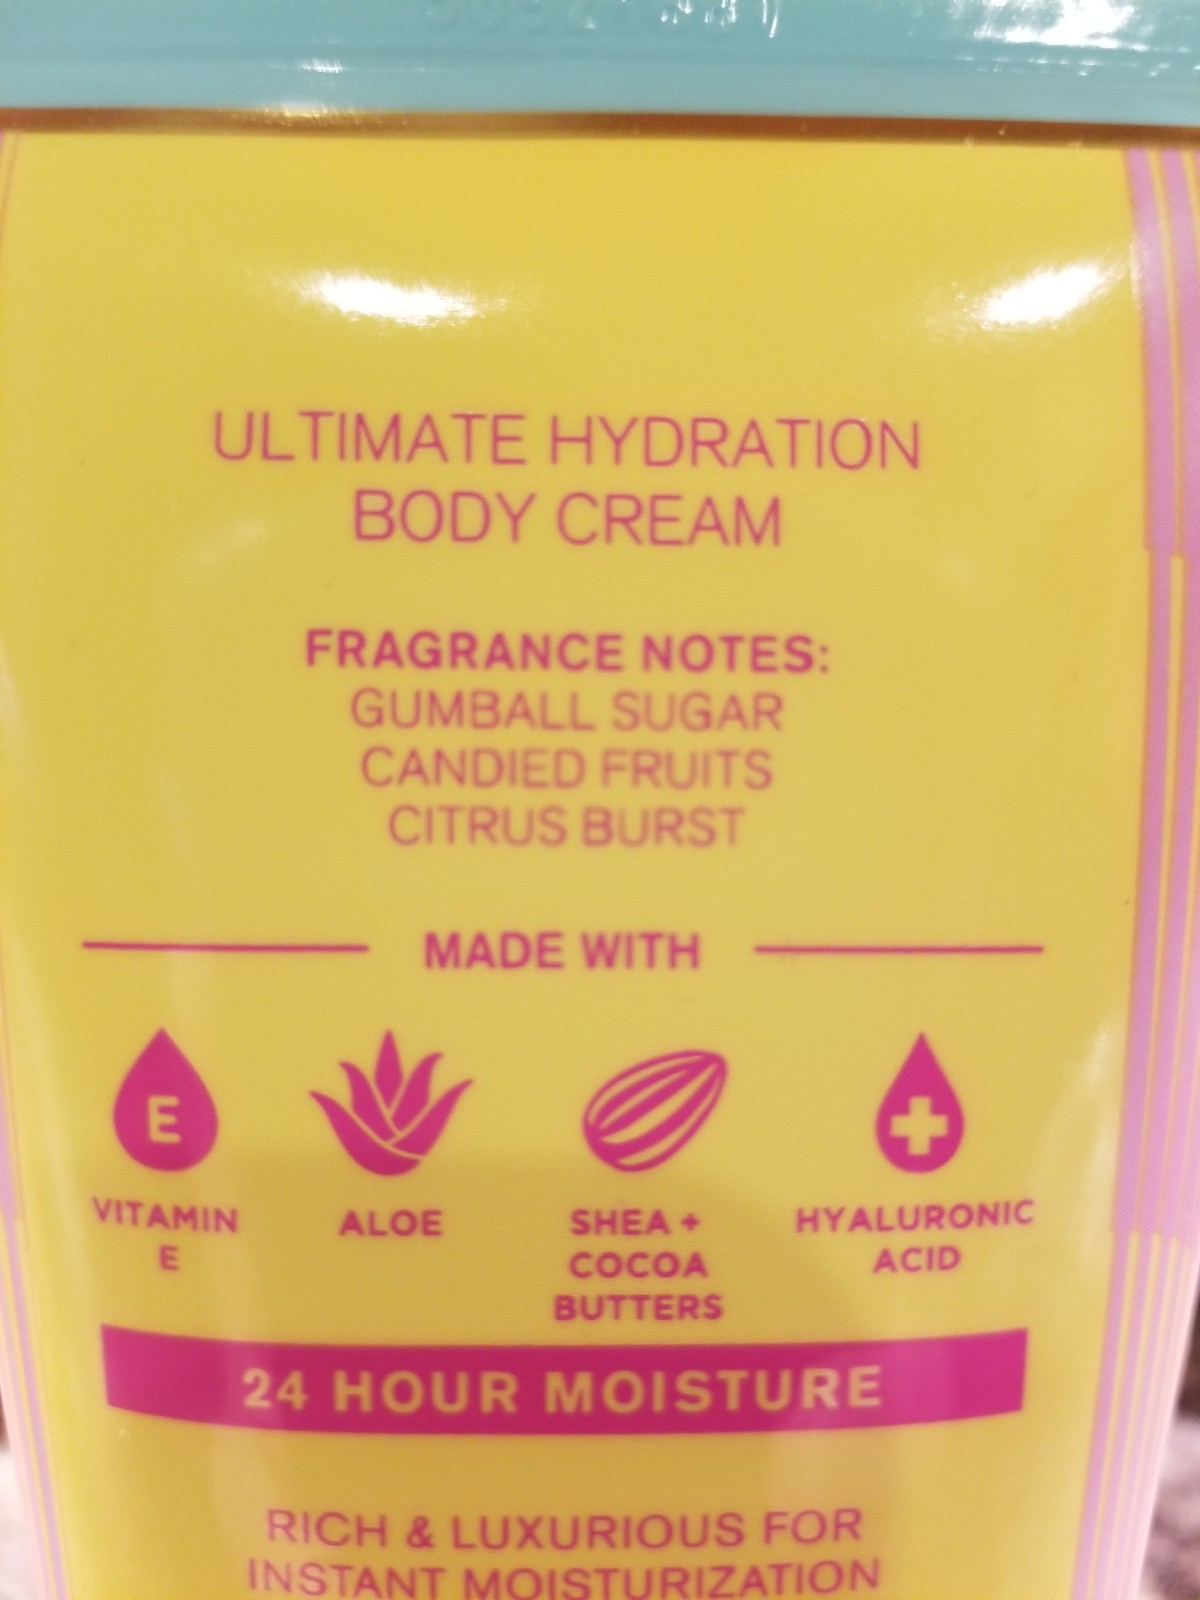 ULTIMATE HYDRATION
BODY CREAM
FRAGRANCE NOTES:
GUMBALL SUGAR
CANDIED FRUITS
CITRUS BURST
MADE WITH
E
VITAMIN
E
ALOE
SHEA +
COCOA
BUTTERS
HYALURONIC
ACID
24 HOUR MOISTURE
RICH & LUXURIOUS FOR
INSTANT MOISTURIZATION